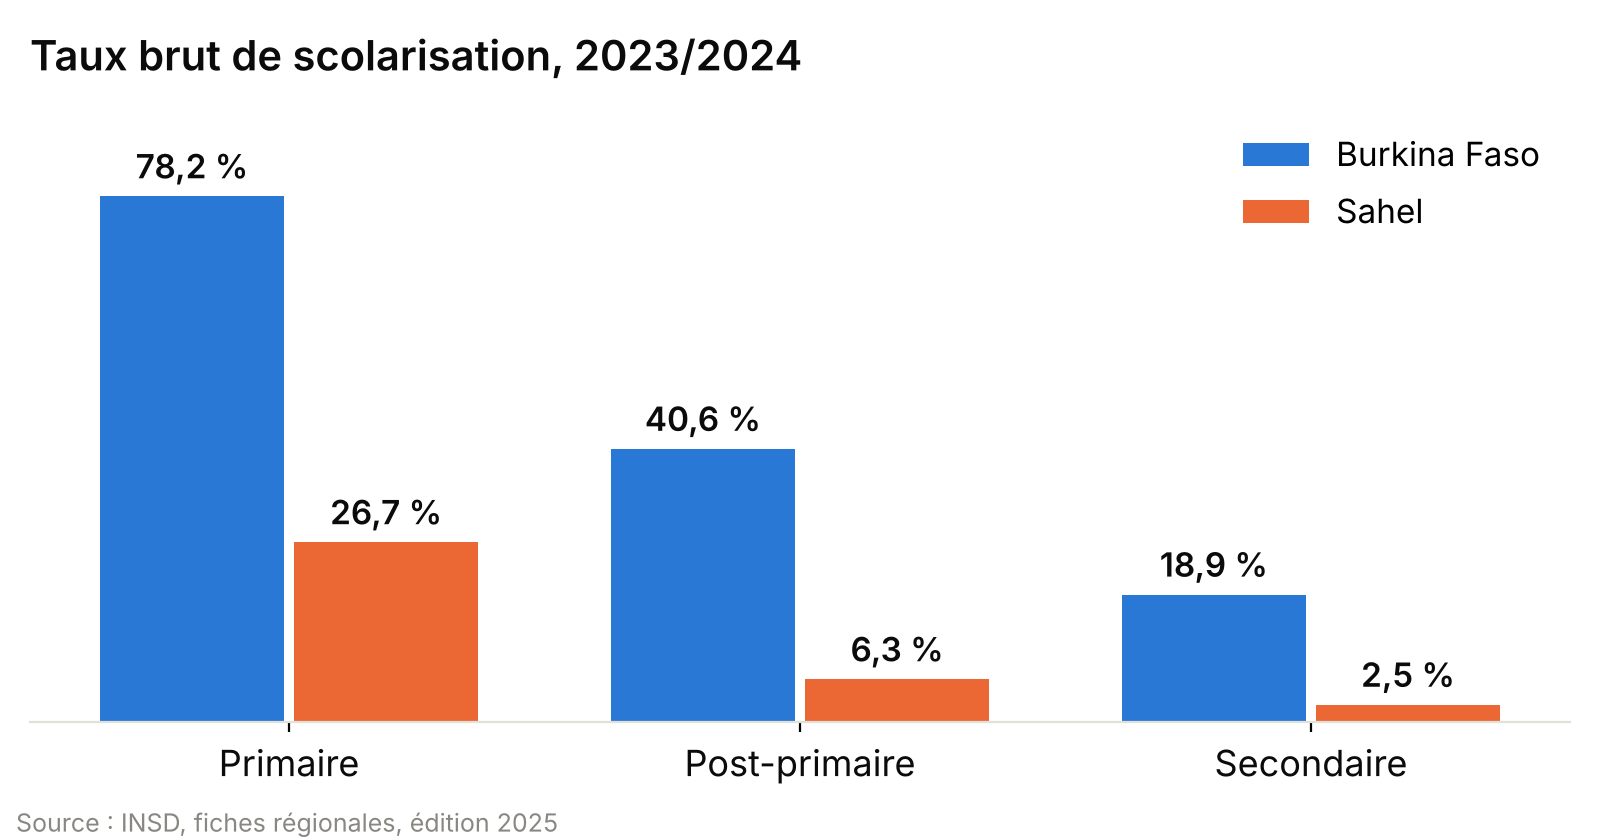 Taux brut de scolarisation, 2023/2024
Burkina Faso
Sahel
78,2 %
26,7 %
40,6 %
6,3 %
18,9 %
2,5 %
Primaire
Post-primaire
Secondaire
Source : INSD, fiches régionales, édition 2025